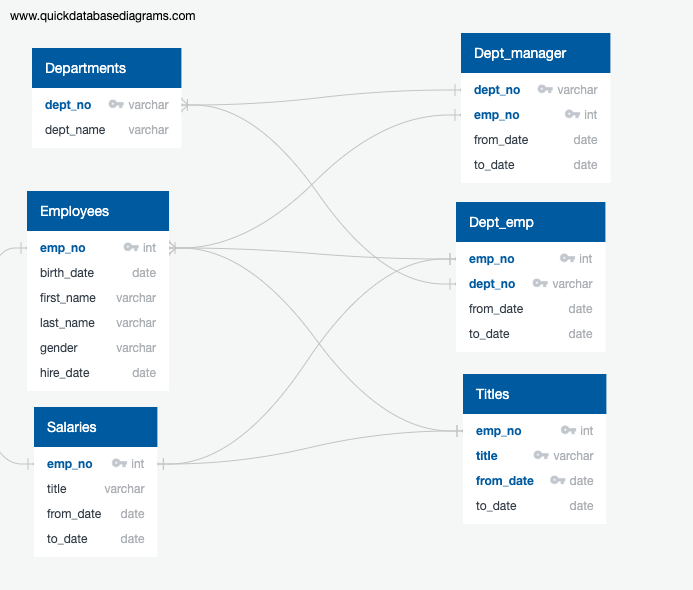 www.quickdatabasediagrams.com
Departments
dept_no varchar
dept_name varchar
Employees
emp_no int
birth_date date
first_name varchar
last_name varchar
gender varchar
hire_date date
Salaries
emp_no int
title varchar
from_date date
to_date date
Dept_manager
dept_no varchar
emp_no int
from_date date
to_date date
Dept_emp
emp_no int
dept_no varchar
from_date date
to_date date
Titles
emp_no int
title varchar
from_date date
to_date date